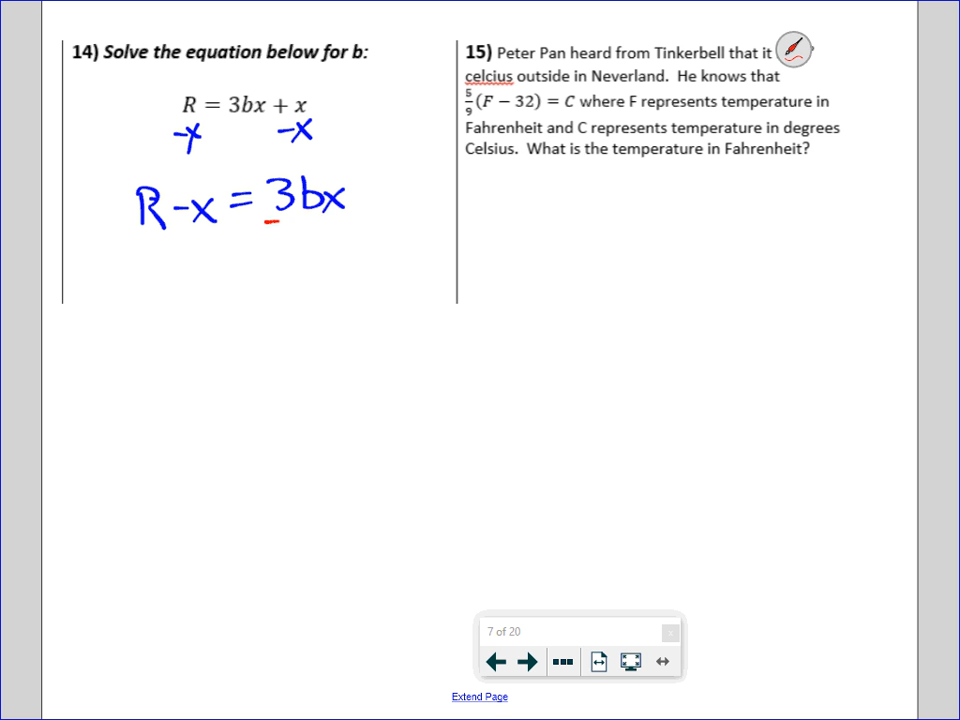 14) Solve the equation below for b:
R = 3bx + x
-x -x
R - x = 3bx
15) Peter Pan heard from Tinkerbell that it
celcius outside in Neverland. He knows that
5/9 (F − 32) = C where F represents temperature in
Fahrenheit and C represents temperature in degrees
Celsius. What is the temperature in Fahrenheit?
7 of 20
Extend Page